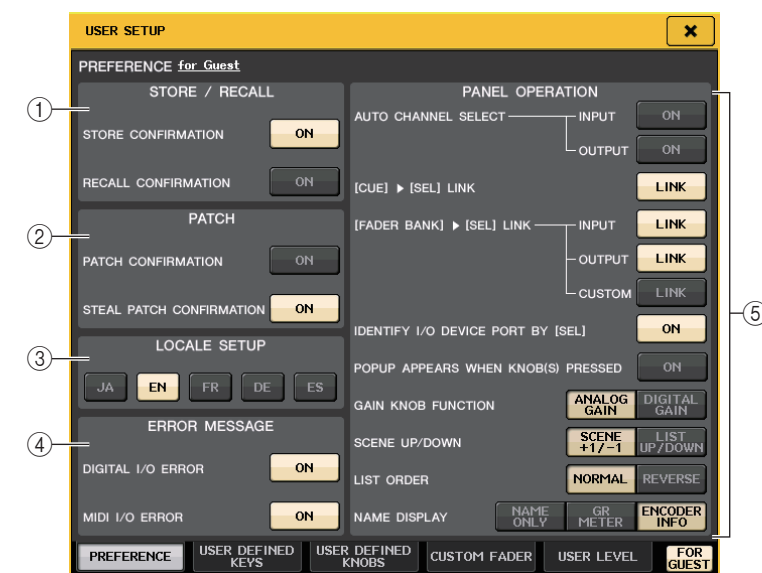 USER SETUP
PREFERENCE for Guest
① STORE / RECALL
STORE CONFIRMATION ON
RECALL CONFIRMATION ON
② PATCH
PATCH CONFIRMATION ON
STEAL PATCH CONFIRMATION ON
③ LOCALE SETUP
JA EN FR DE ES
④ ERROR MESSAGE
DIGITAL I/O ERROR ON
MIDI I/O ERROR ON
PANEL OPERATION
AUTO CHANNEL SELECT INPUT ON
OUTPUT ON
[CUE] ▶ [SEL] LINK LINK
[FADER BANK] ▶ [SEL] LINK INPUT LINK
OUTPUT LINK
CUSTOM LINK
⑤
IDENTIFY I/O DEVICE PORT BY [SEL] ON
POPUP APPEARS WHEN KNOB(S) PRESSED ON
GAIN KNOB FUNCTION ANALOG GAIN DIGITAL GAIN
SCENE UP/DOWN SCENE +1/-1 LIST UP/DOWN
LIST ORDER NORMAL REVERSE
NAME DISPLAY NAME ONLY GR METER ENCODER INFO
PREFERENCE USER DEFINED KEYS USER DEFINED KNOBS CUSTOM FADER USER LEVEL FOR GUEST